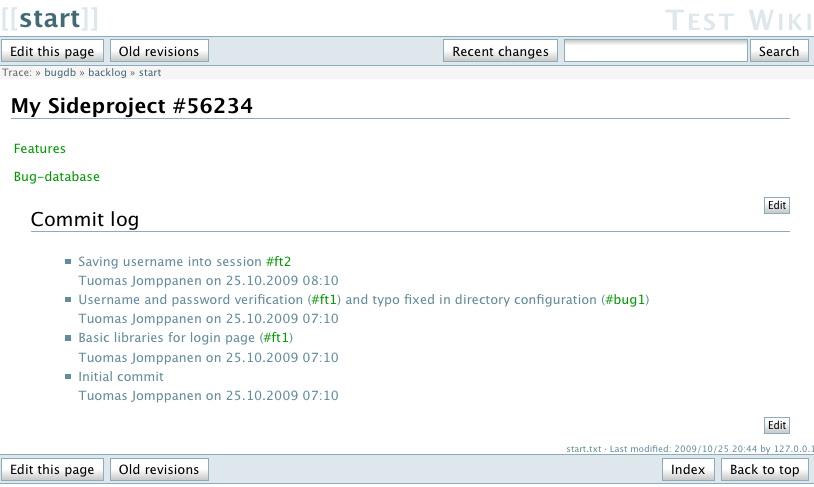 [[start]]
TEST WIKI
Edit this page Old revisions Recent changes Search
Trace: » bugdb » backlog » start
My Sideproject #56234
Features
Bug-database
Edit
Commit log
Saving username into session #ft2
Tuomas Jomppanen on 25.10.2009 08:10
Username and password verification (#ft1) and typo fixed in directory configuration (#bug1)
Tuomas Jomppanen on 25.10.2009 07:10
Basic libraries for login page (#ft1)
Tuomas Jomppanen on 25.10.2009 07:10
Initial commit
Tuomas Jomppanen on 25.10.2009 07:10
Edit
start.txt · Last modified: 2009/10/25 20:44 by 127.0.0.1
Edit this page Old revisions Index Back to top